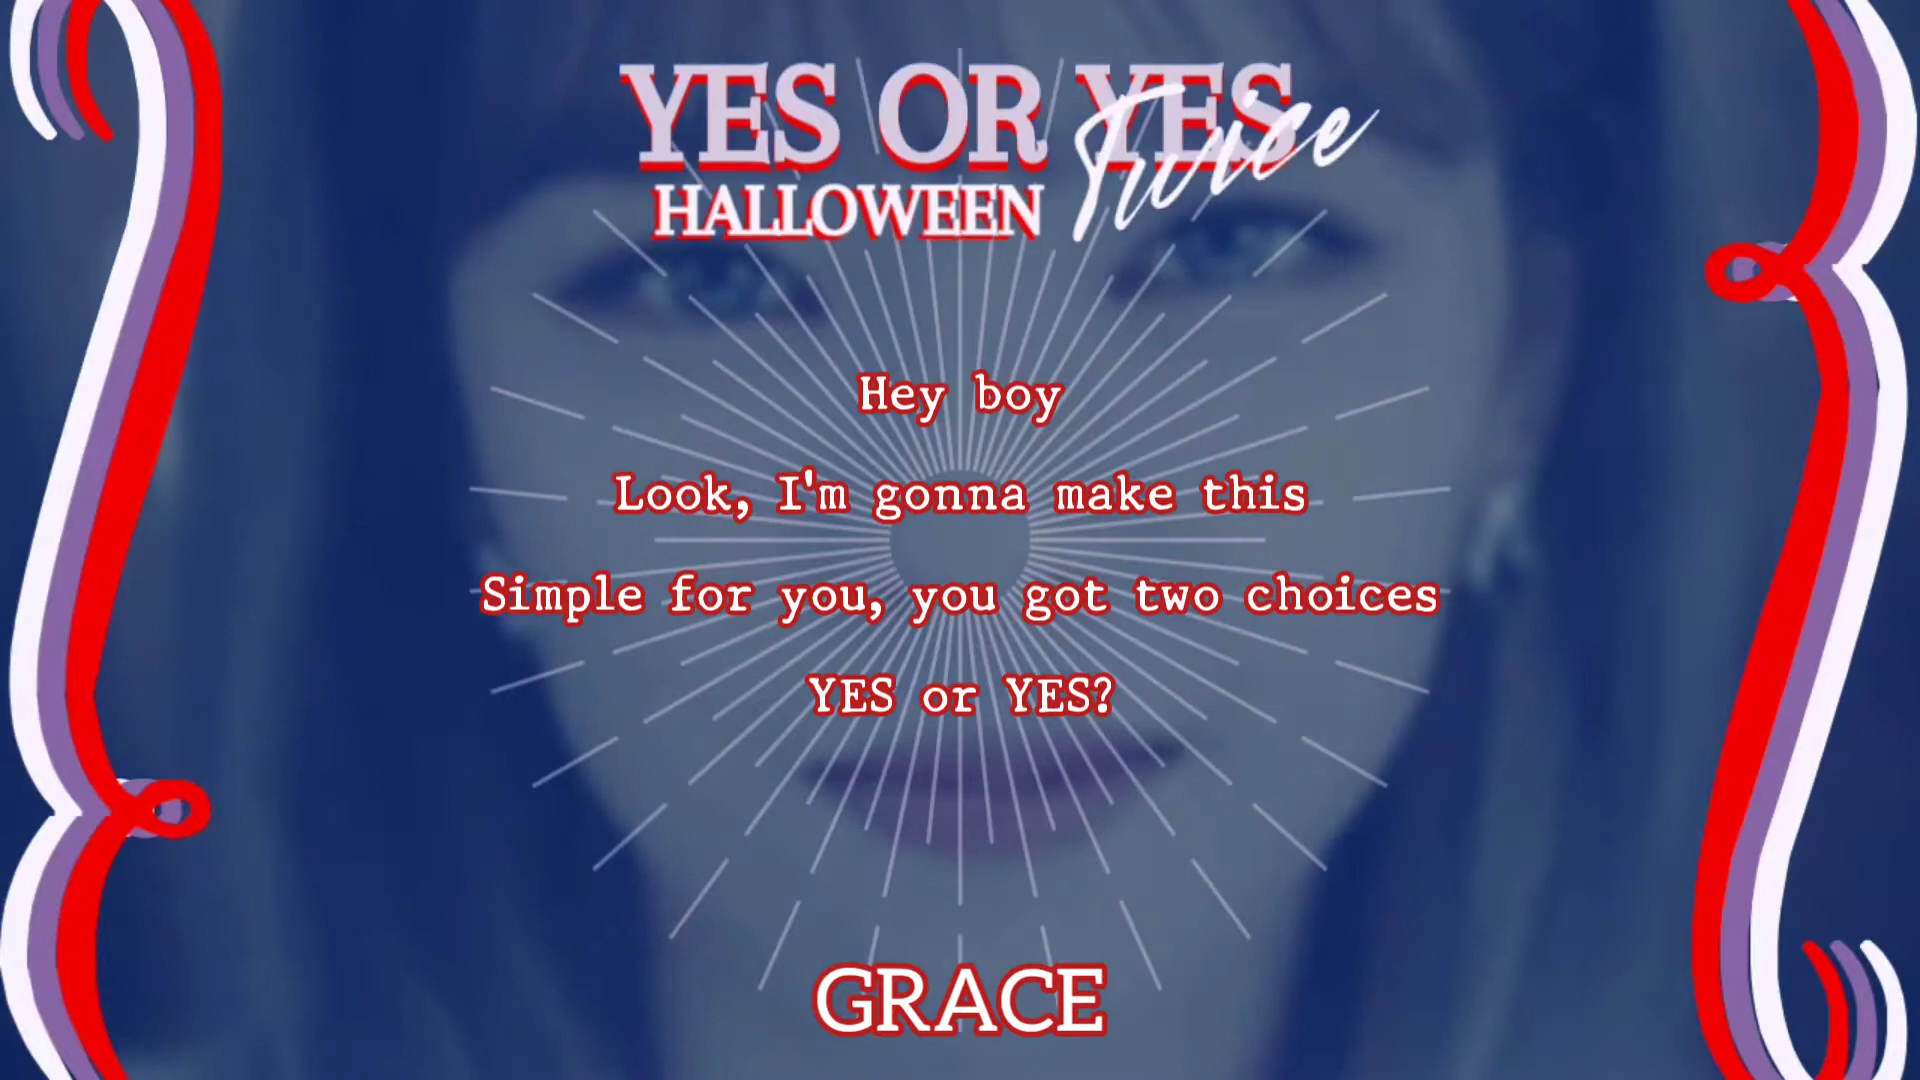 YES OR YES
HALLOWEEN
Twice
Hey boy
Look, I'm gonna make this
Simple for you, you got two choices
YES or YES?
GRACE